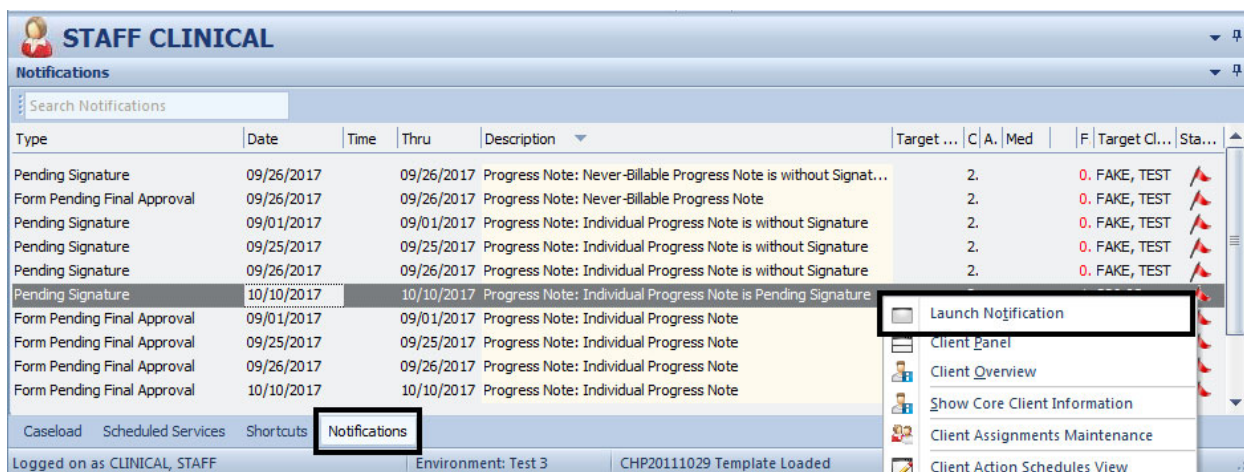 STAFF CLINICAL
Notifications
Search Notifications
Type Date Time Thru Description Target ... C A. Med F Target Cl... Sta...
Pending Signature 09/26/2017 09/26/2017 Progress Note: Never-Billable Progress Note is without Signat... 2. 0. FAKE, TEST
Form Pending Final Approval 09/26/2017 09/26/2017 Progress Note: Never-Billable Progress Note 2. 0. FAKE, TEST
Pending Signature 09/01/2017 09/01/2017 Progress Note: Individual Progress Note is without Signature 2. 0. FAKE, TEST
Pending Signature 09/25/2017 09/25/2017 Progress Note: Individual Progress Note is without Signature 2. 0. FAKE, TEST
Pending Signature 09/26/2017 09/26/2017 Progress Note: Individual Progress Note is without Signature 2. 0. FAKE, TEST
Pending Signature 10/10/2017 10/10/2017 Progress Note: Individual Progress Note is Pending Signature
Launch Notification
Form Pending Final Approval 09/01/2017 09/01/2017 Progress Note: Individual Progress Note
Form Pending Final Approval 09/25/2017 09/25/2017 Progress Note: Individual Progress Note
Client Panel
Form Pending Final Approval 09/26/2017 09/26/2017 Progress Note: Individual Progress Note
Client Overview
Form Pending Final Approval 10/10/2017 10/10/2017 Progress Note: Individual Progress Note
Show Core Client Information
Caseload Scheduled Services Shortcuts Notifications
Client Assignments Maintenance
Logged on as CLINICAL, STAFF Environment: Test 3 CHP20111029 Template Loaded
Client Action Schedules View